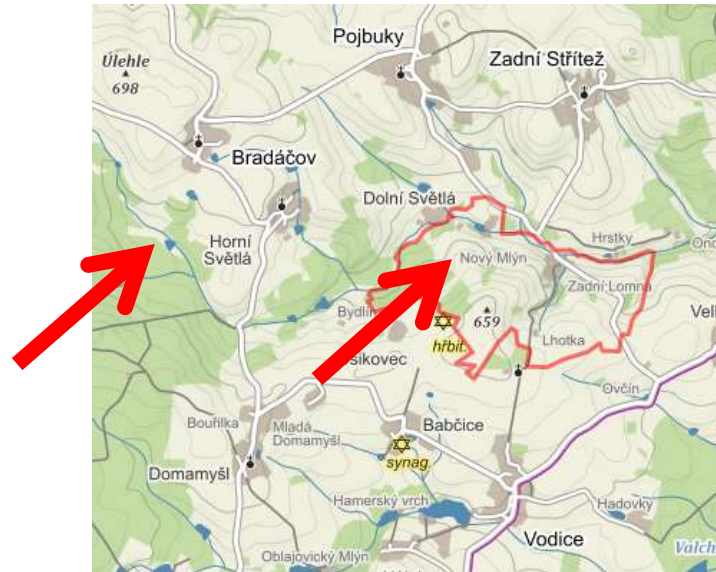 Pojbuky
Zadní Střítež
Úlehle
698
Bradáčov
Dolní Světlá
Horní
Světlá
Hrstky
Nový Mlýn
Zadní Lomná
Bydlín
659
hřbit.
Lhotka
Ovčín
Bouřilka
Mladá
Domamyšl
Babčice
synag.
Domamyšl
Hamerský vrch
Hadovky
Vodice
Oblajovický Mlýn